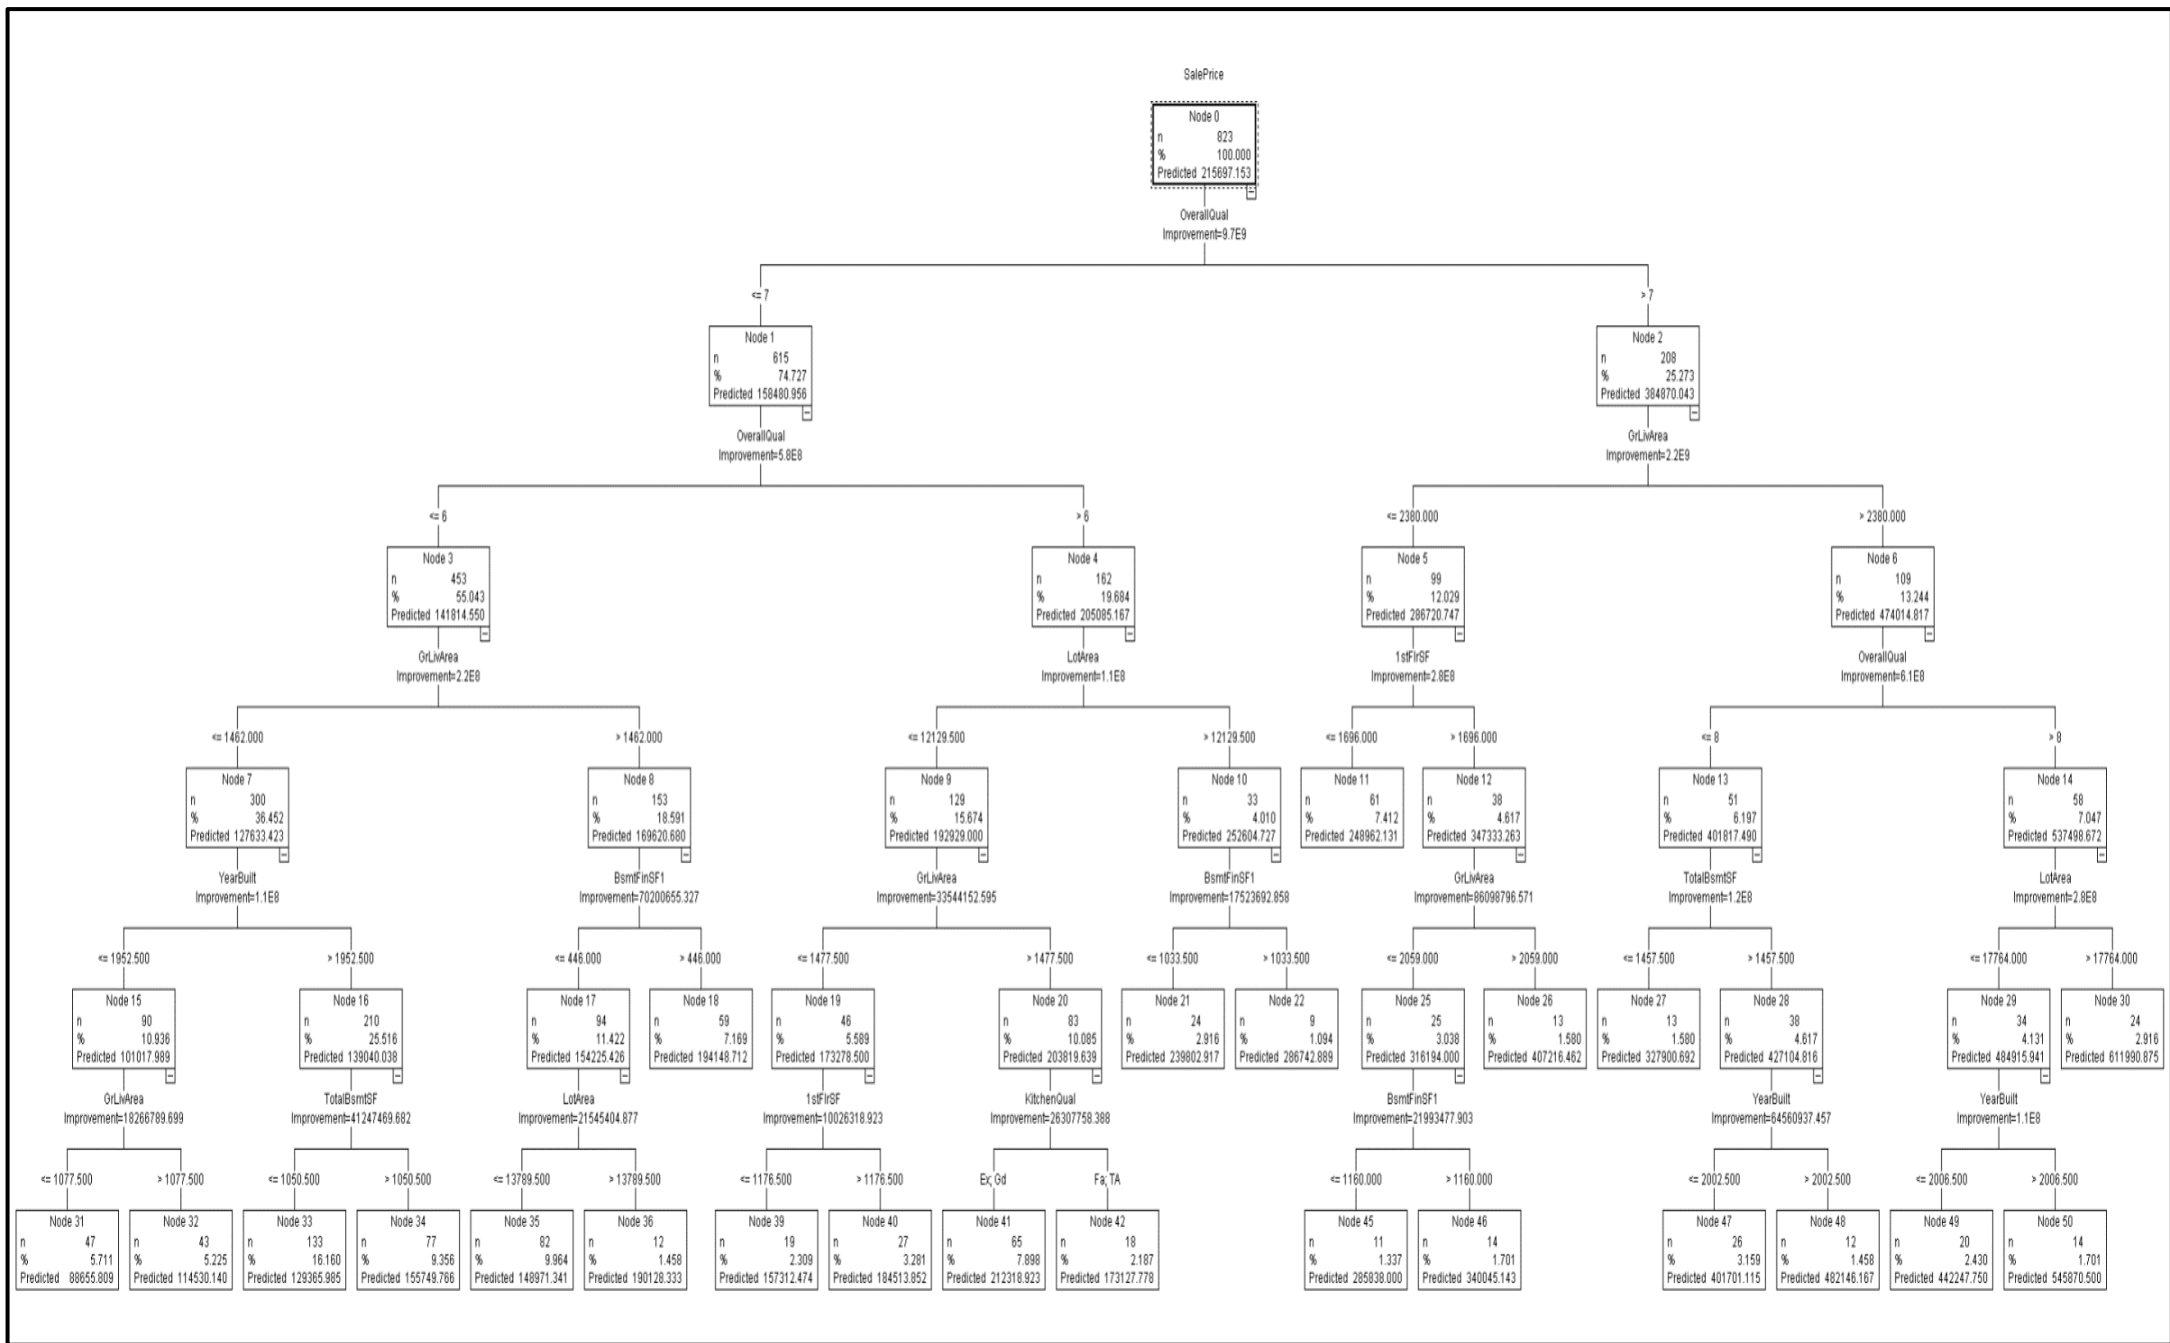 SalePrice
Node 0
n 823
% 100.000
Predicted 215697.153
OverallQual
Improvement=9.7E9
<= 7
> 7
Node 1
n 615
% 74.727
Predicted 158480.956
Node 2
n 208
% 25.273
Predicted 384870.043
OverallQual
Improvement=5.8E8
GrLivArea
Improvement=2.2E9
<= 6
> 6
<= 2380.000
> 2380.000
Node 3
n 453
% 55.043
Predicted 141814.550
Node 4
n 162
% 19.684
Predicted 205085.167
Node 5
n 99
% 12.029
Predicted 286720.747
Node 6
n 109
% 13.244
Predicted 474014.817
GrLivArea
Improvement=2.2E8
LotArea
Improvement=1.1E8
1stFlrSF
Improvement=2.8E8
OverallQual
Improvement=6.1E8
<= 1462.000
> 1462.000
<= 12129.500
> 12129.500
<= 1696.000
> 1696.000
<= 8
> 8
Node 7
n 300
% 36.452
Predicted 127633.423
Node 8
n 153
% 18.591
Predicted 169620.680
Node 9
n 129
% 15.674
Predicted 192929.000
Node 10
n 33
% 4.010
Predicted 252604.727
Node 11
n 61
% 7.412
Predicted 248962.131
Node 12
n 38
% 4.617
Predicted 347333.263
Node 13
n 51
% 6.197
Predicted 401817.490
Node 14
n 58
% 7.047
Predicted 537498.672
YearBuilt
Improvement=1.1E8
BsmtFinSF1
Improvement=70200655.327
GrLivArea
Improvement=33544152.595
BsmtFinSF1
Improvement=17523692.858
GrLivArea
Improvement=86098796.571
TotalBsmtSF
Improvement=1.2E8
LotArea
Improvement=2.8E8
<= 1952.500
> 1952.500
<= 446.000
> 446.000
<= 1477.500
> 1477.500
<= 1033.500
> 1033.500
<= 2059.000
> 2059.000
<= 1457.500
> 1457.500
<= 17764.000
> 17764.000
Node 15
n 90
% 10.936
Predicted 101017.989
Node 16
n 210
% 25.516
Predicted 139040.038
Node 17
n 94
% 11.422
Predicted 154225.426
Node 18
n 59
% 7.169
Predicted 194148.712
Node 19
n 46
% 5.589
Predicted 173278.500
Node 20
n 83
% 10.085
Predicted 203819.639
Node 21
n 24
% 2.916
Predicted 239802.917
Node 22
n 9
% 1.094
Predicted 286742.889
Node 25
n 25
% 3.038
Predicted 316194.000
Node 26
n 13
% 1.580
Predicted 407216.462
Node 27
n 13
% 1.580
Predicted 327900.692
Node 28
n 38
% 4.617
Predicted 427104.816
Node 29
n 34
% 4.131
Predicted 484915.941
Node 30
n 24
% 2.916
Predicted 611990.875
GrLivArea
Improvement=18266789.699
TotalBsmtSF
Improvement=41247469.682
LotArea
Improvement=21545404.877
1stFlrSF
Improvement=10026318.923
KitchenQual
Improvement=26307758.388
BsmtFinSF1
Improvement=21993477.903
YearBuilt
Improvement=64560937.457
YearBuilt
Improvement=1.1E8
<= 1077.500
> 1077.500
<= 1050.500
> 1050.500
<= 13789.500
> 13789.500
<= 1176.500
> 1176.500
Ex; Gd
Fa; TA
<= 1160.000
> 1160.000
<= 2002.500
> 2002.500
<= 2006.500
> 2006.500
Node 31
n 47
% 5.711
Predicted 88655.809
Node 32
n 43
% 5.225
Predicted 114530.140
Node 33
n 133
% 16.160
Predicted 129365.985
Node 34
n 77
% 9.356
Predicted 155749.766
Node 35
n 82
% 9.964
Predicted 148971.341
Node 36
n 12
% 1.458
Predicted 190128.333
Node 39
n 19
% 2.309
Predicted 157312.474
Node 40
n 27
% 3.281
Predicted 184513.852
Node 41
n 65
% 7.898
Predicted 212318.923
Node 42
n 18
% 2.187
Predicted 173127.778
Node 45
n 11
% 1.337
Predicted 285838.000
Node 46
n 14
% 1.701
Predicted 340045.143
Node 47
n 26
% 3.159
Predicted 401701.115
Node 48
n 12
% 1.458
Predicted 482146.167
Node 49
n 20
% 2.430
Predicted 442247.750
Node 50
n 14
% 1.701
Predicted 545870.500